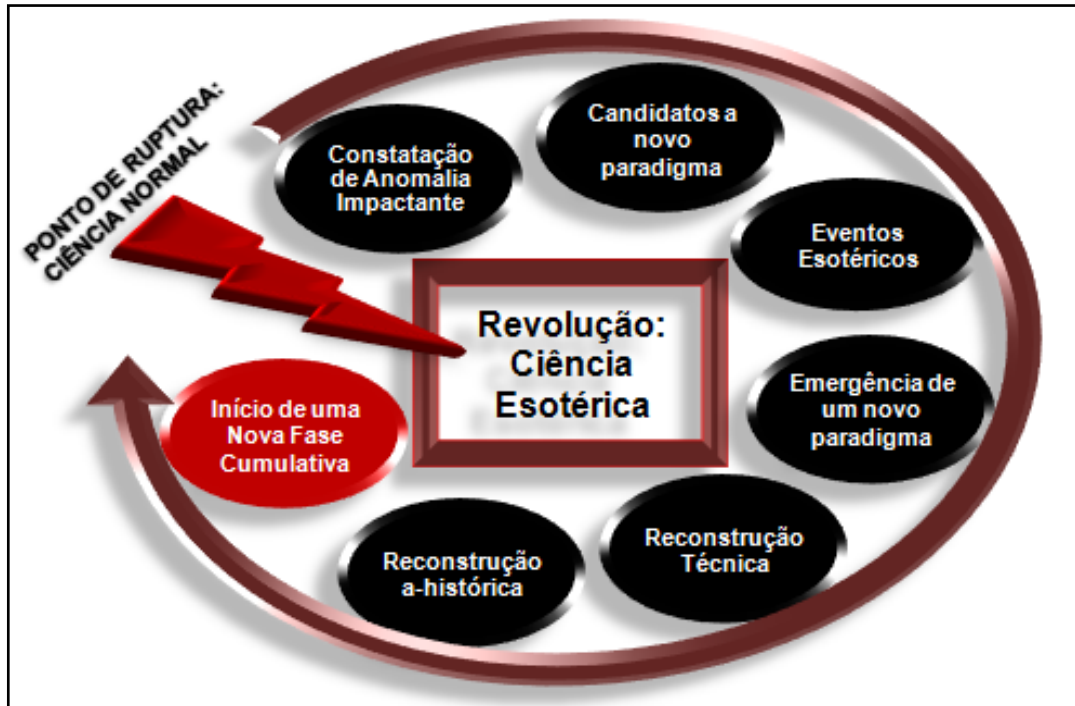 PONTO DE RUPTURA:
CIÊNCIA NORMAL
Constatação
de Anomalia
Impactante
Candidatos a
novo
paradigma
Eventos
Esotéricos
Emergência de
um novo
paradigma
Reconstrução
Técnica
Reconstrução
a-histórica
Início de uma
Nova Fase
Cumulativa
Revolução:
Ciência
Esotérica